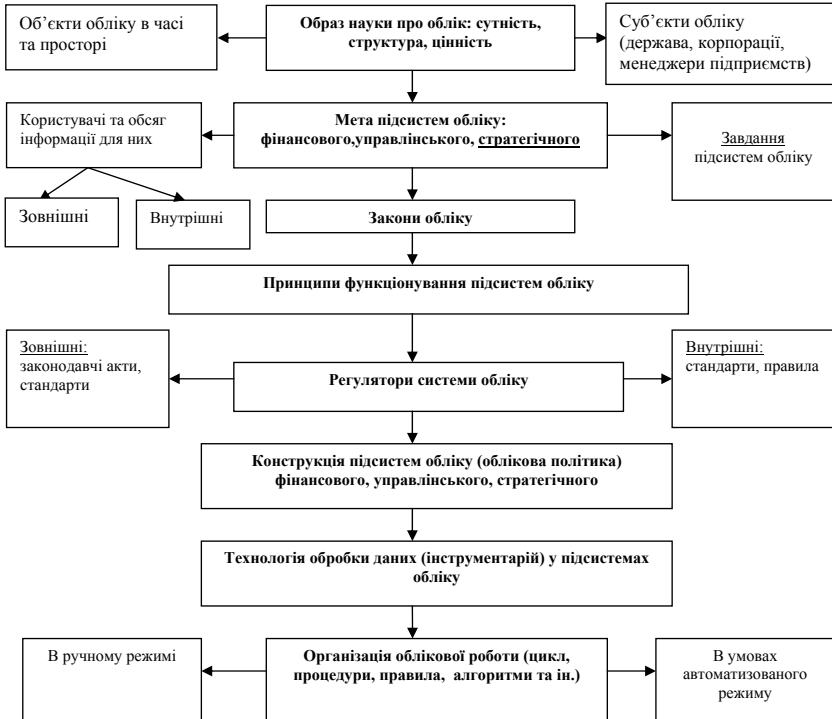 Об’єкти обліку в часі
та просторі
Образ науки про облік: сутність,
структура, цінність
Суб’єкти обліку
(держава, корпорації,
менеджери підприємств)
Користувачі та обсяг
інформації для них
Мета підсистем обліку:
фінансового,управлінського, стратегічного
Завдання
підсистем обліку
Зовнішні
Внутрішні
Закони обліку
Принципи функціонування підсистем обліку
Зовнішні:
законодавчі акти,
стандарти
Регулятори системи обліку
Внутрішні:
стандарти, правила
Конструкція підсистем обліку (облікова політика)
фінансового, управлінського, стратегічного
Технологія обробки даних (інструментарій) у підсистемах
обліку
В ручному режимі
Організація облікової роботи (цикл,
процедури, правила, алгоритми та ін.)
В умовах
автоматизованого
режиму